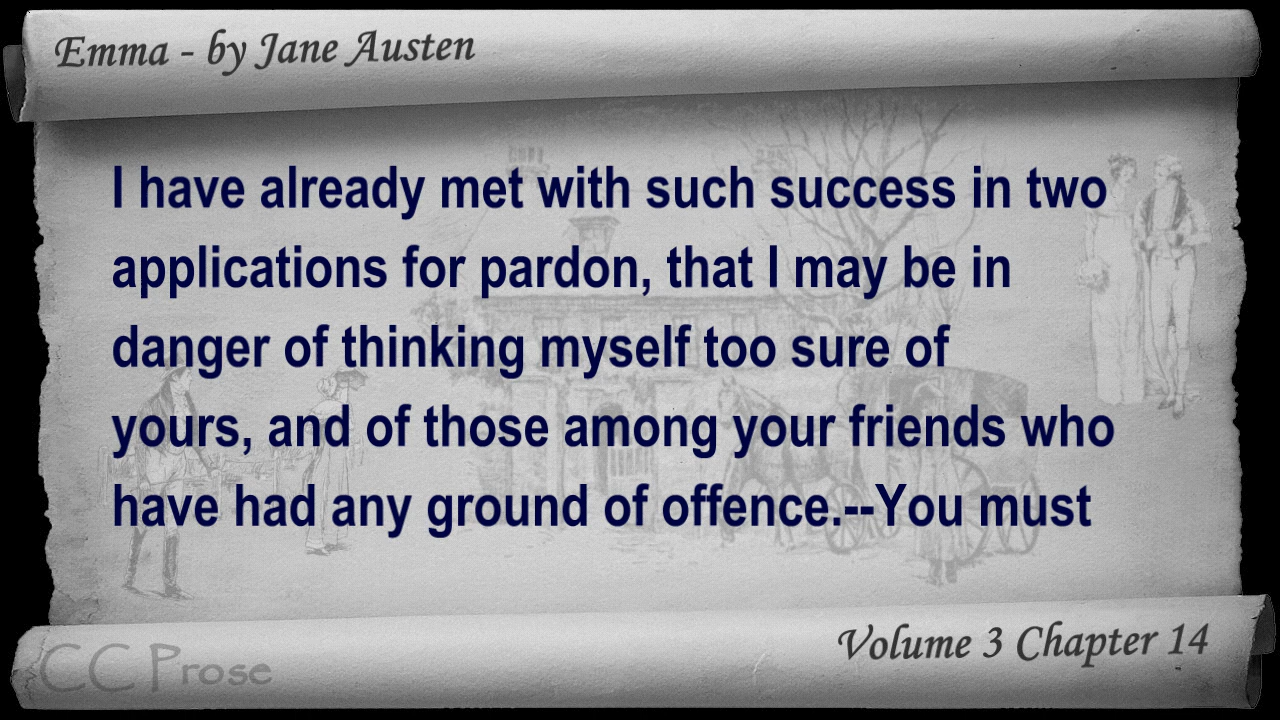 Emma - by Jane Austen
I have already met with such success in two
applications for pardon, that I may be in
danger of thinking myself too sure of
yours, and of those among your friends who
have had any ground of offence.--You must
Volume 3 Chapter 14
CC Prose